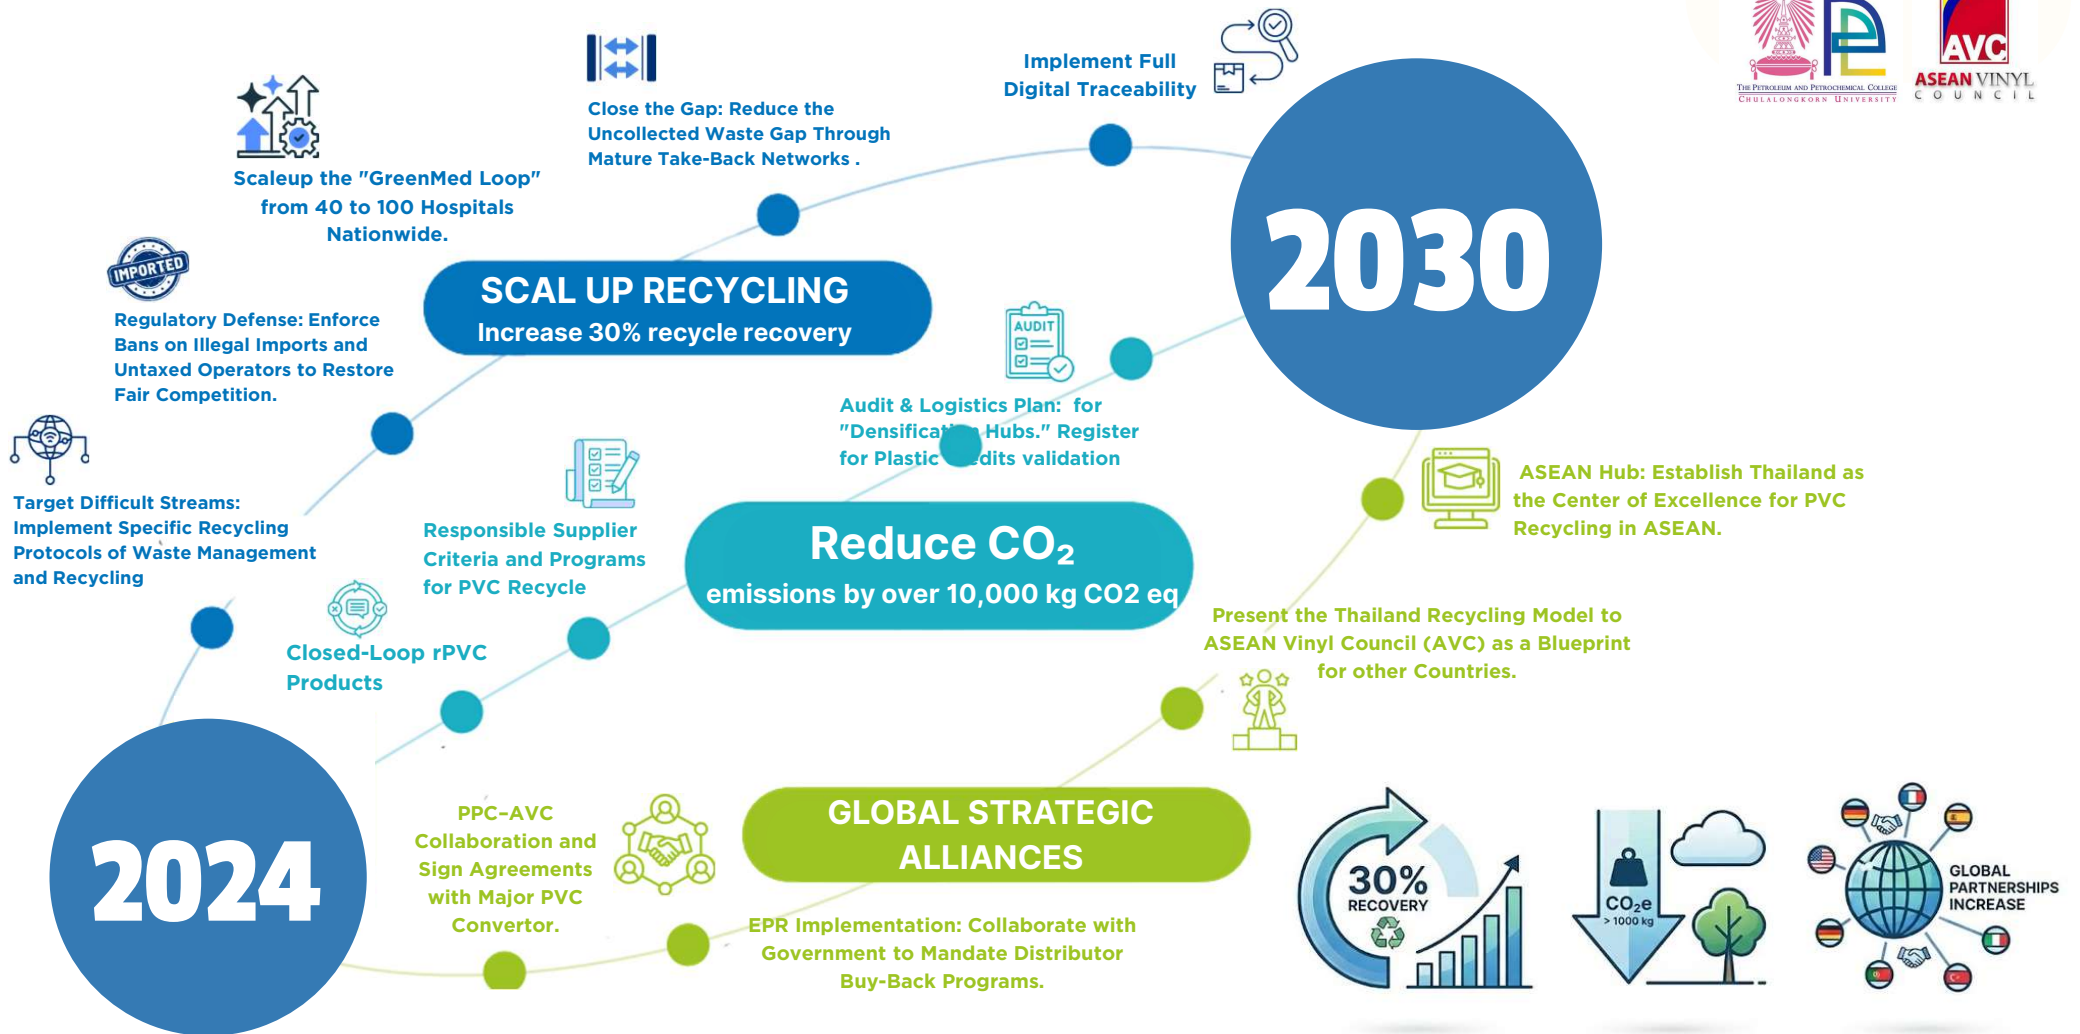 THE PETROLEUM AND PETROCHEMICAL COLLEGE
CHULALONGKORN UNIVERSITY
AVC
ASEAN VINYL
COUNCIL
Implement Full
Digital Traceability
Close the Gap: Reduce the
Uncollected Waste Gap Through
Mature Take-Back Networks .
Scaleup the "GreenMed Loop"
from 40 to 100 Hospitals
Nationwide.
IMPORTED
Regulatory Defense: Enforce
Bans on Illegal Imports and
Untaxed Operators to Restore
Fair Competition.
Target Difficult Streams:
Implement Specific Recycling
Protocols of Waste Management
and Recycling
SCAL UP RECYCLING
Increase 30% recycle recovery
2030
AUDIT
Audit & Logistics Plan: for
Hubs." Register
for Plastic validation
Responsible Supplier
Criteria and Programs
for PVC Recycle
Closed-Loop rPVC
Products
Reduce CO₂
emissions by over 10,000 kg CO2 eq
ASEAN Hub: Establish Thailand as
the Center of Excellence for PVC
Recycling in ASEAN.
Present the Thailand Recycling Model to
ASEAN Vinyl Council (AVC) as a Blueprint
for other Countries.
2024
PPC–AVC
Collaboration and
Sign Agreements
with Major PVC
Convertor.
GLOBAL STRATEGIC
ALLIANCES
EPR Implementation: Collaborate with
Government to Mandate Distributor
Buy-Back Programs.
30%
RECOVERY
CO₂e
> 1000 kg
GLOBAL
PARTNERSHIPS
INCREASE